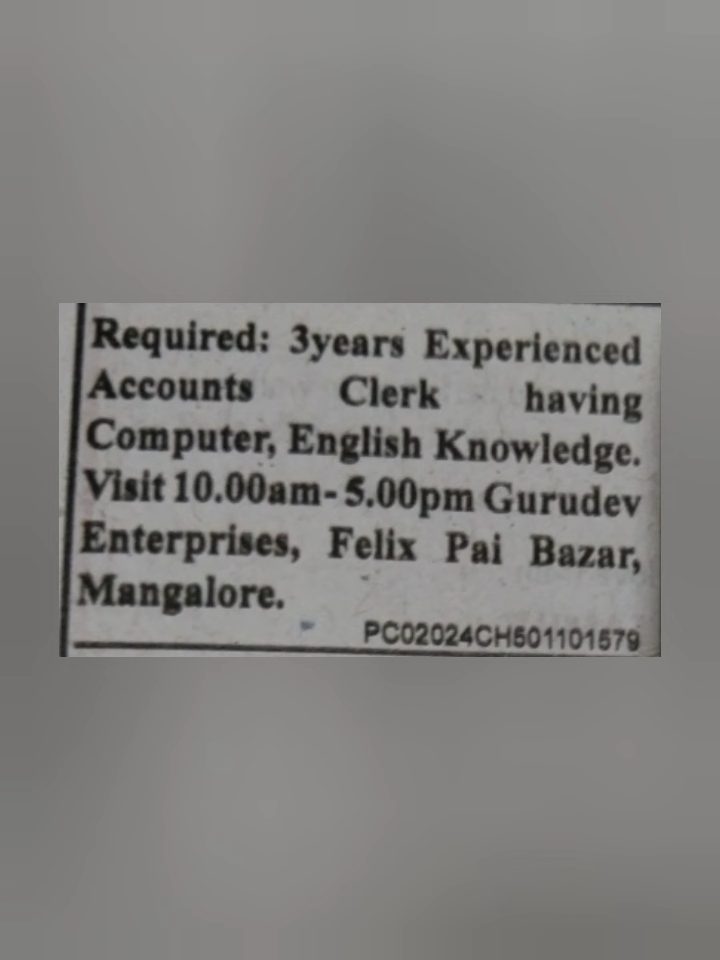 Required: 3years Experienced
Accounts Clerk having
Computer, English Knowledge.
Visit 10.00am- 5.00pm Gurudev
Enterprises, Felix Pai Bazar,
Mangalore.
PC02024CH501101579